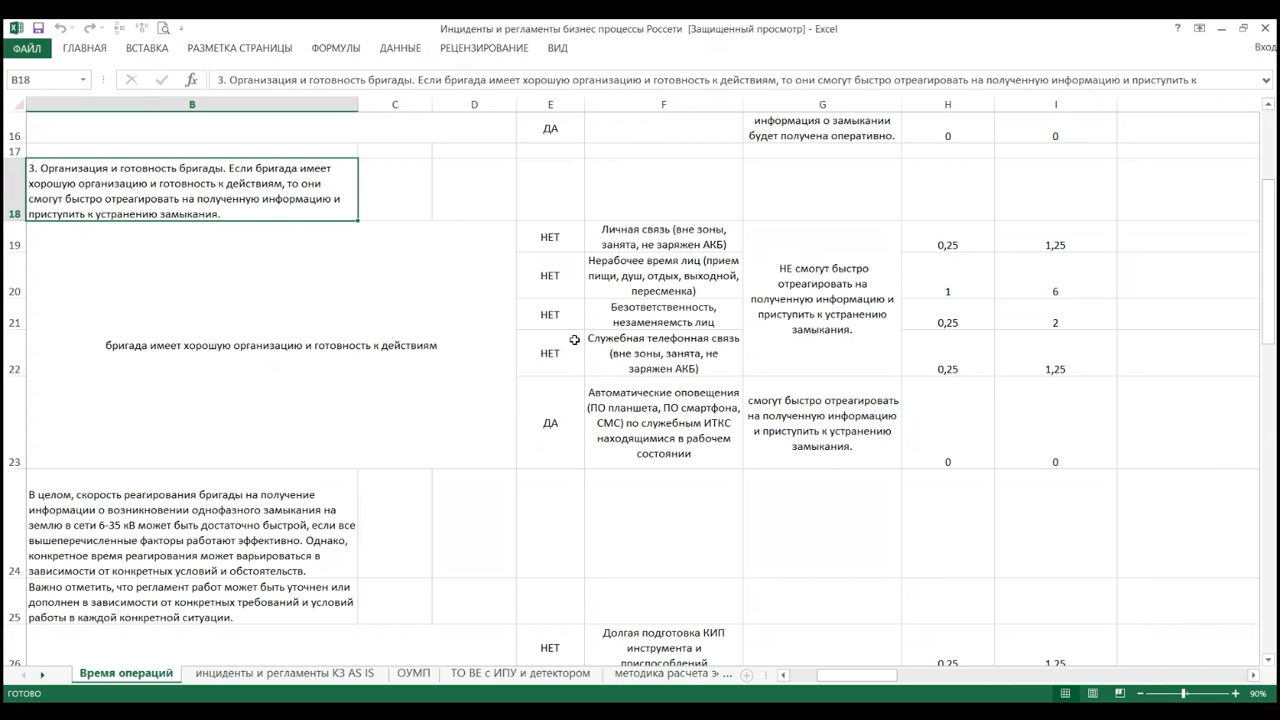 Инциденты и регламенты бизнес процессы Россети [Защищенный просмотр] - Excel
ФАЙЛ ГЛАВНАЯ ВСТАВКА РАЗМЕТКА СТРАНИЦЫ ФОРМУЛЫ ДАННЫЕ РЕЦЕНЗИРОВАНИЕ ВИД
Вход
B18
fx
3. Организация и готовность бригады. Если бригада имеет хорошую организацию и готовность к действиям, то они смогут быстро отреагировать на полученную информацию и приступить к
B C D E F G H I
16
ДА
информация о замыкании
будет получена оперативно.
0 0
17
18
3. Организация и готовность бригады. Если бригада имеет
хорошую организацию и готовность к действиям, то они
смогут быстро отреагировать на полученную информацию и
приступить к устранению замыкания.
бригада имеет хорошую организацию и готовность к действиям
19
НЕТ
Личная связь (вне зоны,
занята, не заряжен АКБ)
0,25 1,25
20
НЕТ
Нерабочее время лиц (прием
пищи, душ, отдых, выходной,
пересменка)
НЕ смогут быстро
отреагировать на
полученную информацию и
приступить к устранению
замыкания.
1 6
21
НЕТ
Безответственность,
незаменяемсть лиц
0,25 2
22
НЕТ
Служебная телефонная связь
(вне зоны, занята, не
заряжен АКБ)
0,25 1,25
23
ДА
Автоматические оповещения
(ПО планшета, ПО смартфона,
СМС) по служебным ИТКС
находящимися в рабочем
состоянии
смогут быстро отреагировать
на полученную информацию
и приступить к устранению
замыкания.
0 0
24
В целом, скорость реагирования бригады на получение
информации о возникновении однофазного замыкания на
землю в сети 6-35 кВ может быть достаточно быстрой, если все
вышеперечисленные факторы работают эффективно. Однако,
конкретное время реагирования может варьироваться в
зависимости от конкретных условий и обстоятельств.
25
Важно отметить, что регламент работ может быть уточнен или
дополнен в зависимости от конкретных требований и условий
работы в каждой конкретной ситуации.
26
НЕТ
Долгая подготовка КИП
инструмента и
приспособлений
0,25 1,25
Время операций инциденты и регламенты КЗ AS IS ОУМП ТО ВЕ с ИПУ и детектором методика расчета э ...
ГОТОВО
90%